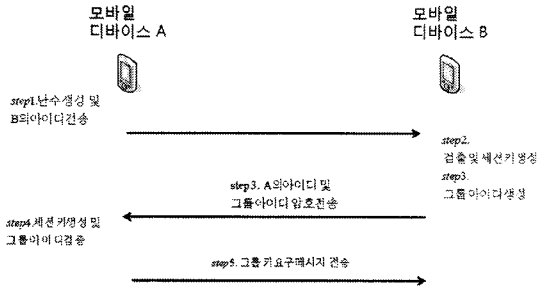 모바일
디바이스 A
모바일
디바이스 B
step1.난수생성 및
B의아이디전송
step2.
검출및세션키생성
step3.
그룹아이디생성
step3. A의아이디 및
그룹아이디 암호전송
step4.세션키생성및
그룹아이디검증
step5. 그룹키요구메시지 전송